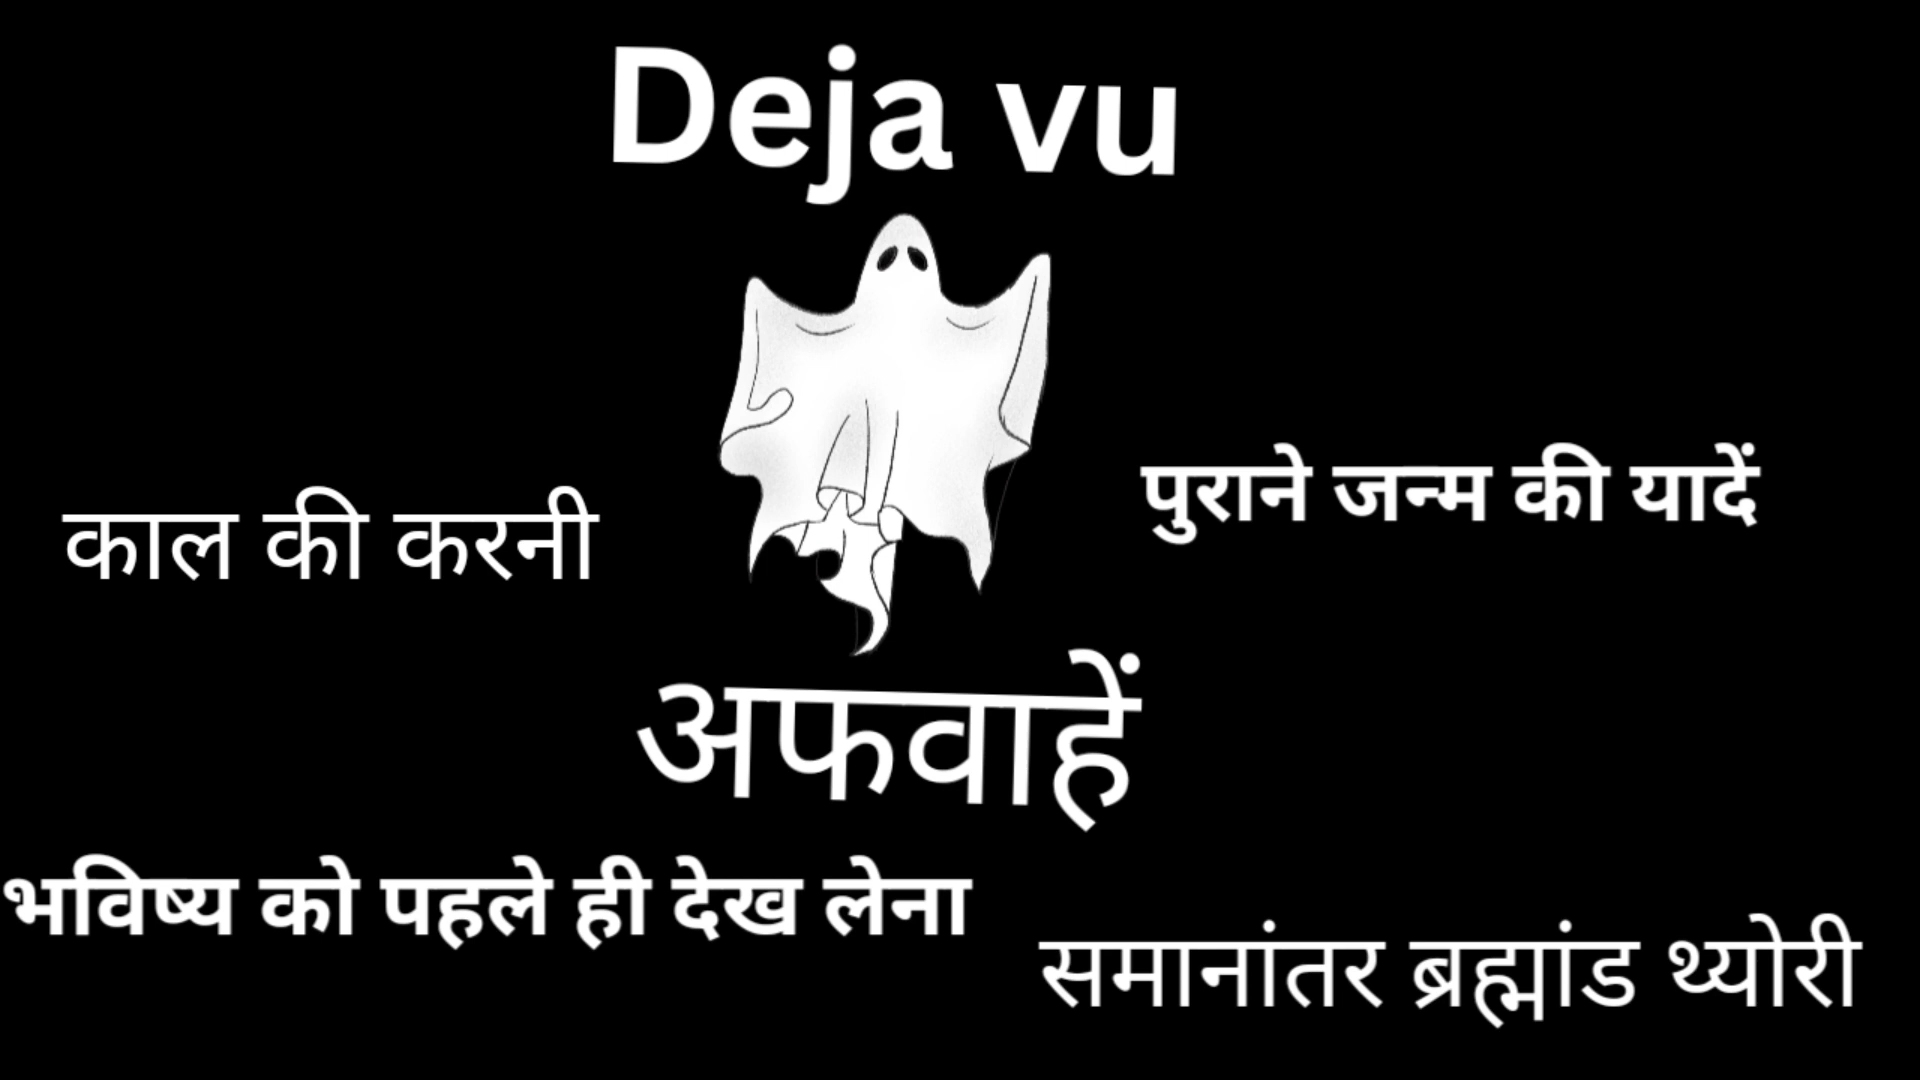 Deja vu
काल की करनी
पुराने जन्म की यादें
अफवाहें
भविष्य को पहले ही देख लेना
समानांतर ब्रह्मांड थ्योरी